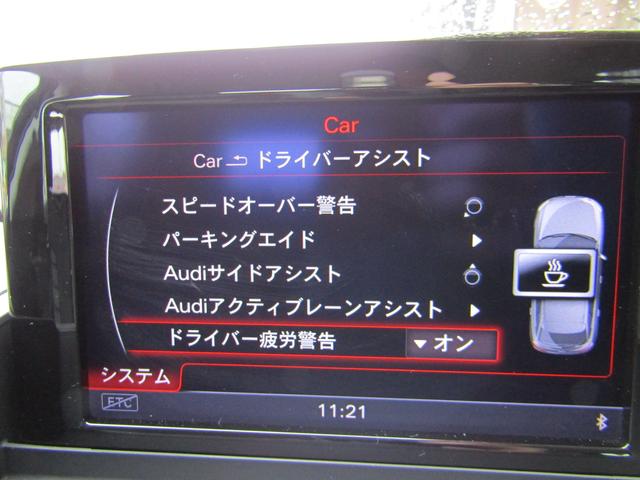 Car
Car ドライバーアシスト
スピードオーバー警告
パーキングエイド
Audiサイドアシスト
Audiアクティブレーンアシスト
ドライバー疲労警告 オン
システム
ETC 11:21